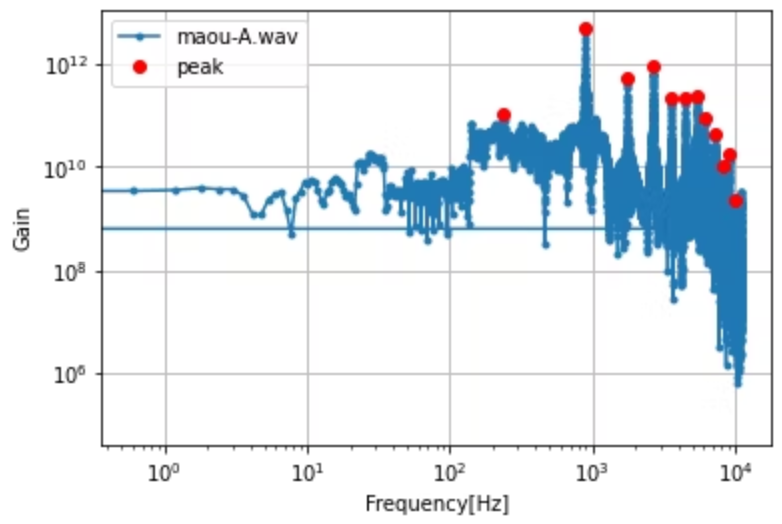 maou-A.wav
peak
Gain
10¹²
10¹⁰
10⁸
10⁶
10⁰ 10¹ 10² 10³ 10⁴
Frequency[Hz]